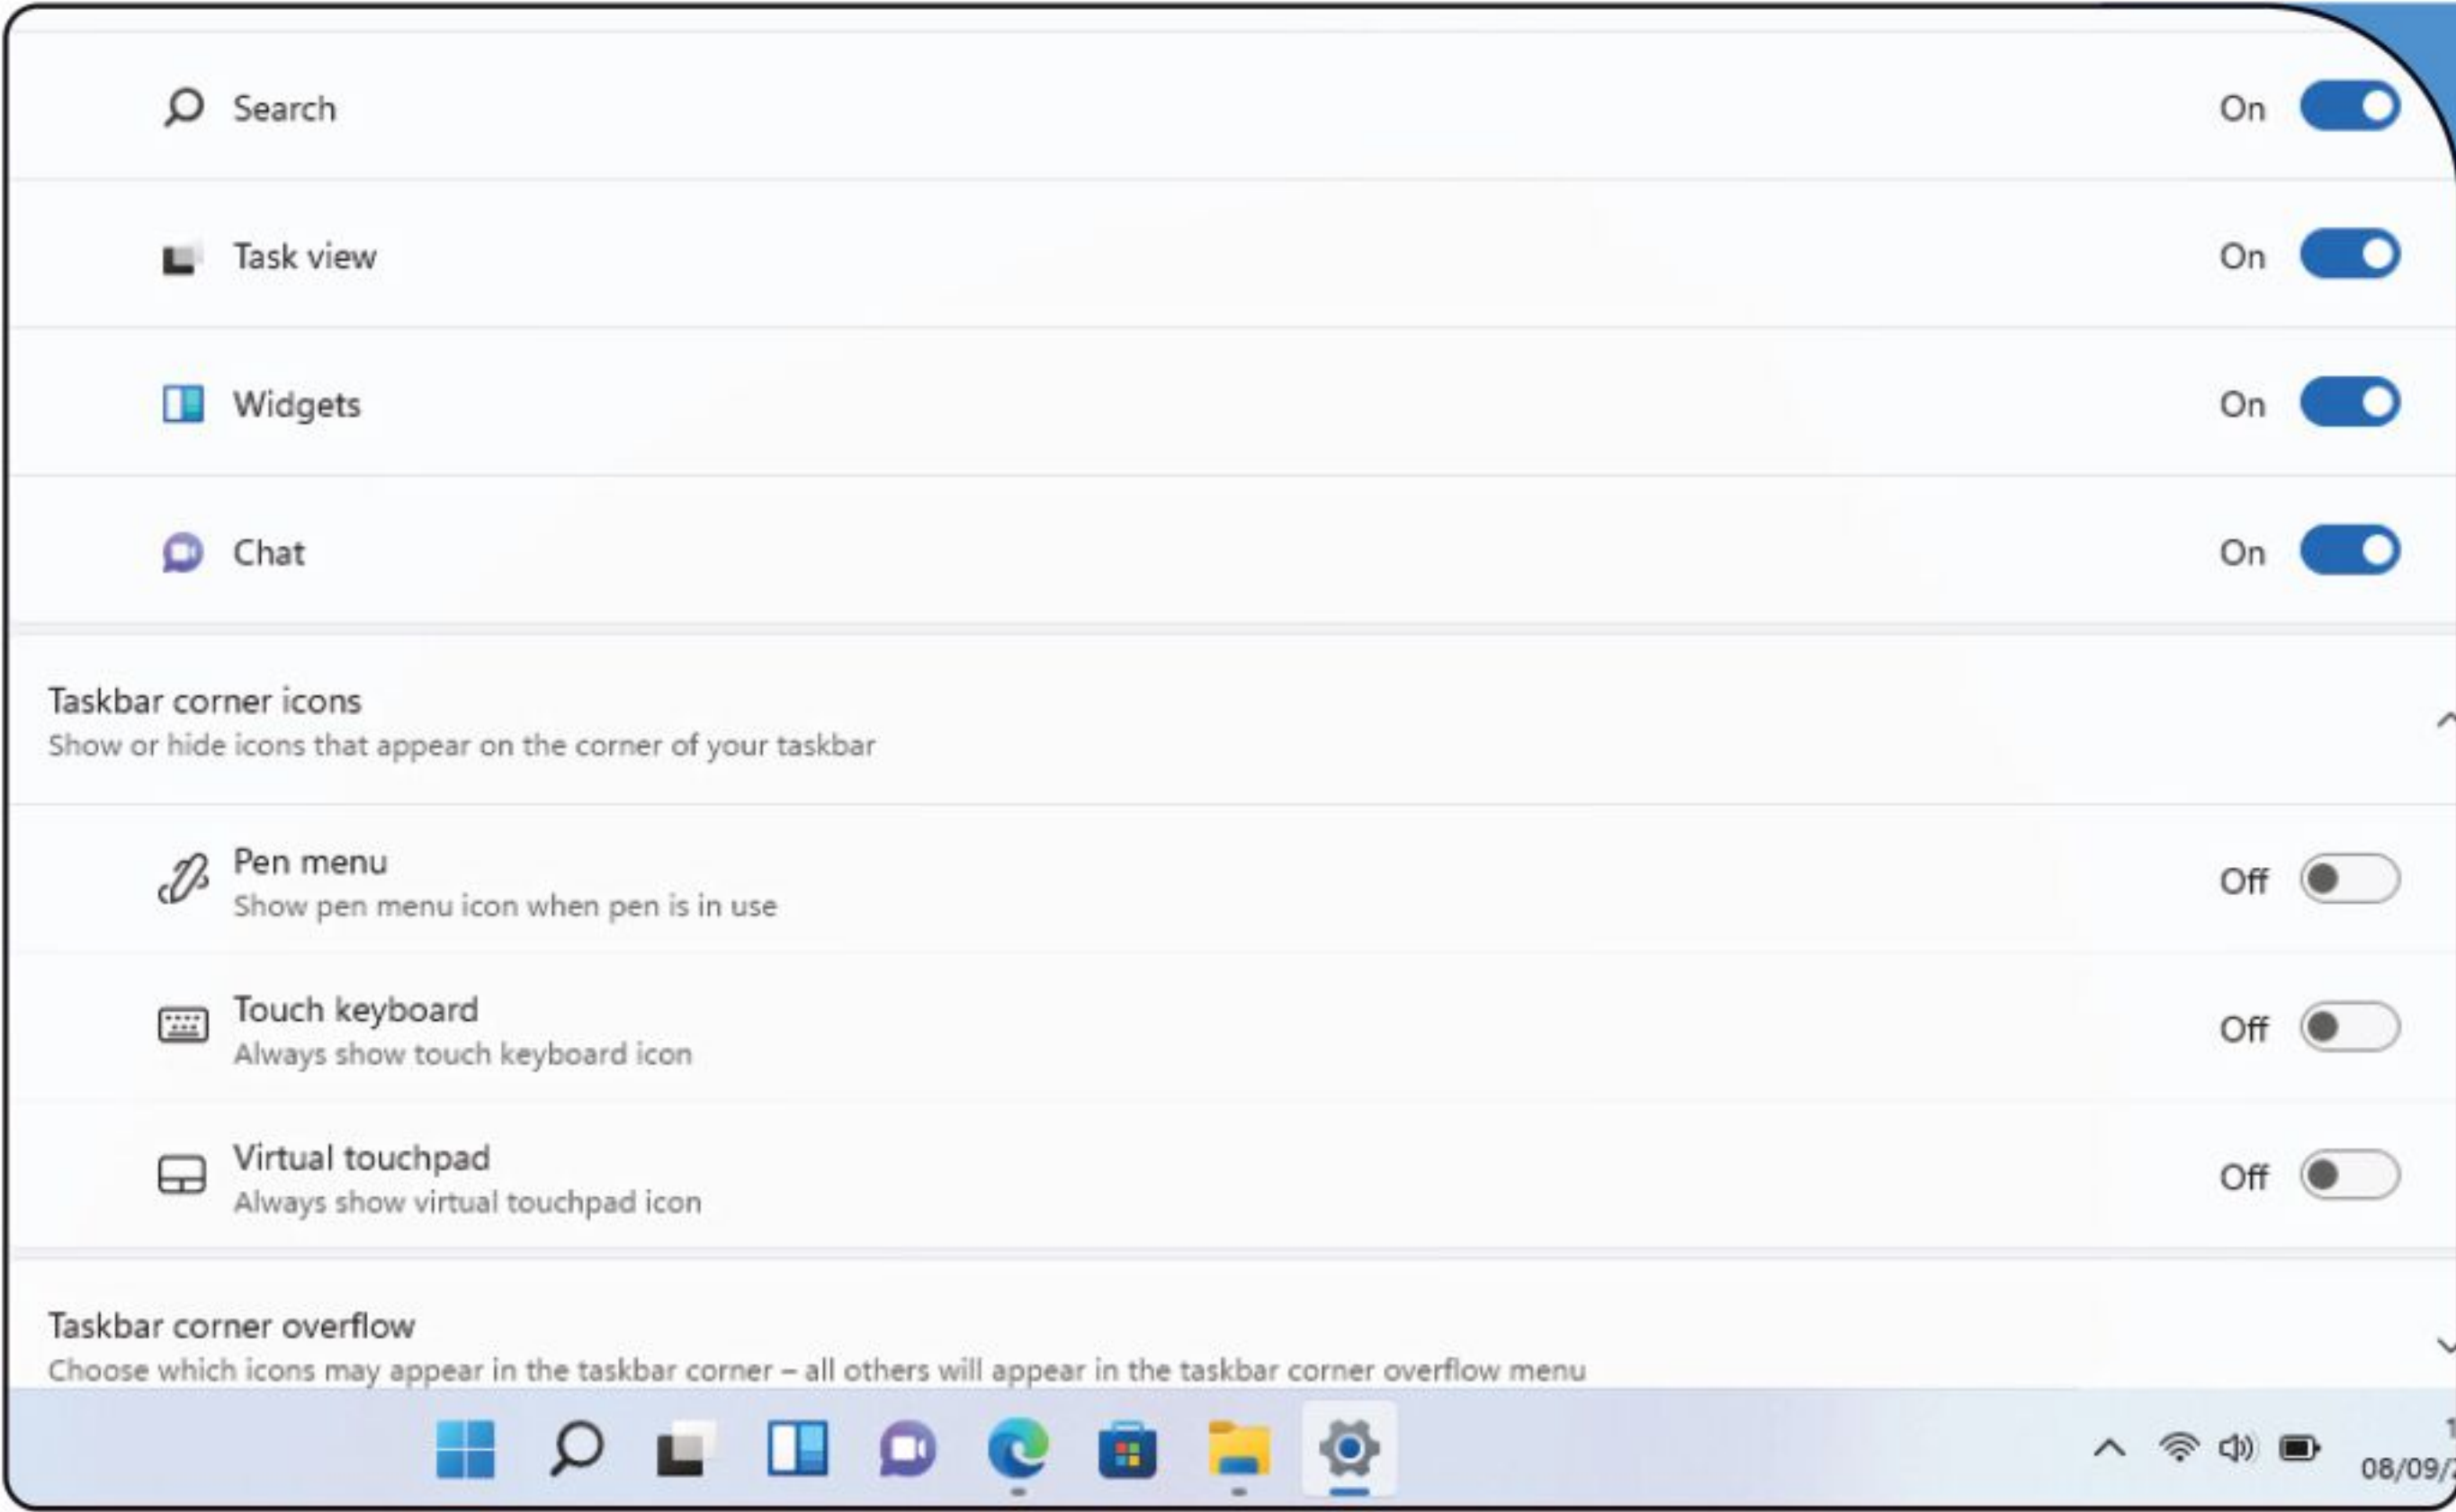 Search On
Task view On
Widgets On
Chat On
Taskbar corner icons
Show or hide icons that appear on the corner of your taskbar
Pen menu
Show pen menu icon when pen is in use
Off
Touch keyboard
Always show touch keyboard icon
Off
Virtual touchpad
Always show virtual touchpad icon
Off
Taskbar corner overflow
Choose which icons may appear in the taskbar corner – all others will appear in the taskbar corner overflow menu
08/09/